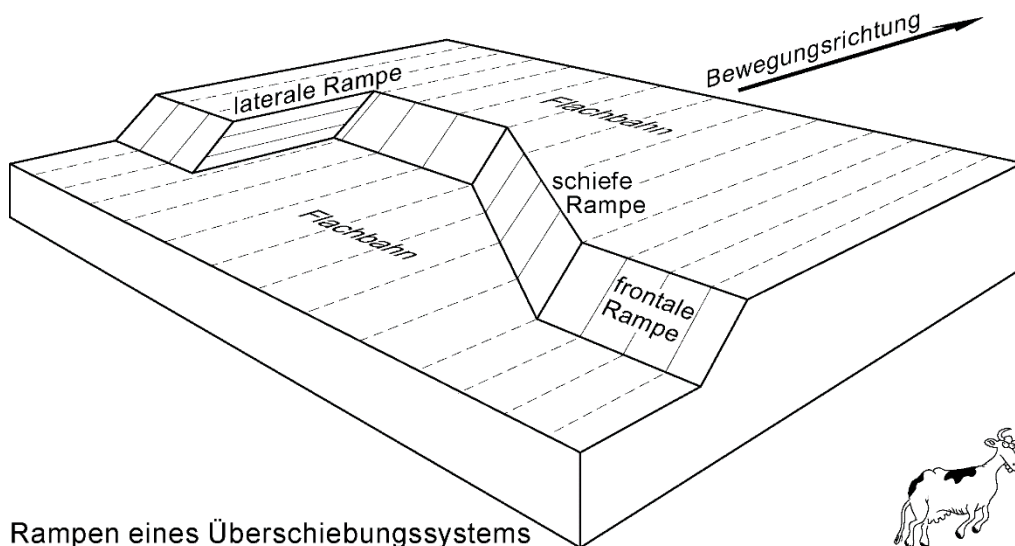 Bewegungsrichtung
laterale Rampe
Flachbahn
schiefe
Rampe
Flachbahn
frontale
Rampe
Rampen eines Überschiebungssystems